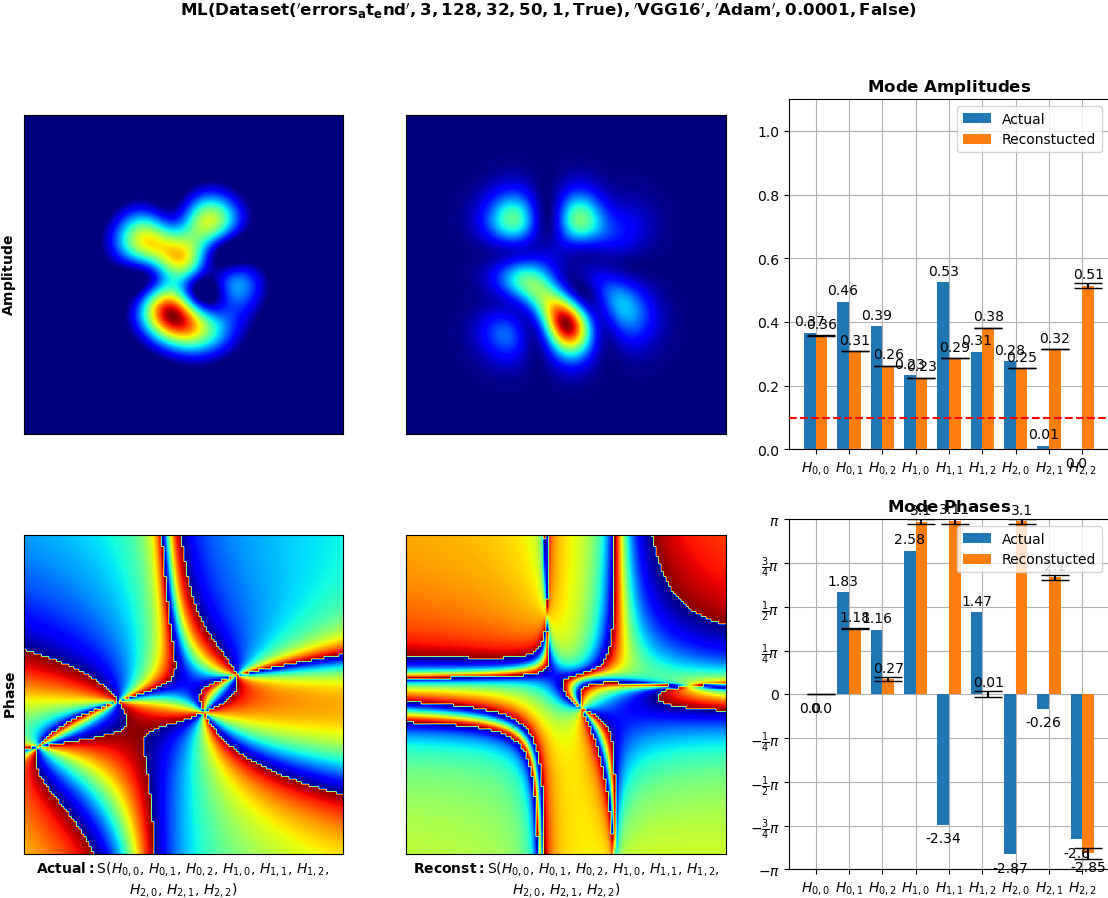 ML(Dataset('errors_at_end', 3, 128, 32, 50, 1, True), 'VGG16', 'Adam', 0.0001, False)
Mode Amplitudes
Actual
Reconstucted
1.0
0.8
0.6
0.4
0.2
0.0
0.37
0.36
0.46
0.31
0.39
0.26
0.23
0.23
0.53
0.29
0.31
0.38
0.28
0.25
0.01
0.32
0.0
0.51
H0,0 H0,1 H0,2 H1,0 H1,1 H1,2 H2,0 H2,1 H2,2
Amplitude
Mode Phases
Actual
Reconstucted
π
3/4π
1/2π
1/4π
0
−1/4π
−1/2π
−3/4π
−π
0.0
0.0
1.83
1.18
1.16
0.27
2.58
3.1
-2.34
3.11
1.47
0.01
-2.87
3.1
-0.26
2.1
-2.6
-2.85
H0,0 H0,1 H0,2 H1,0 H1,1 H1,2 H2,0 H2,1 H2,2
Phase
Actual: S(H0,0, H0,1, H0,2, H1,0, H1,1, H1,2,
H2,0, H2,1, H2,2)
Reconst: S(H0,0, H0,1, H0,2, H1,0, H1,1, H1,2,
H2,0, H2,1, H2,2)